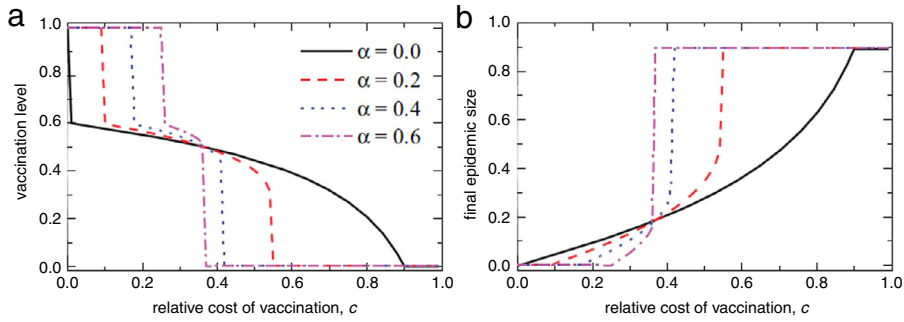 a
1.0
0.8
0.6
0.4
0.2
0.0
vaccination level
α = 0.0
α = 0.2
α = 0.4
α = 0.6
0.0 0.2 0.4 0.6 0.8 1.0
relative cost of vaccination, c
b
1.0
0.8
0.6
0.4
0.2
0.0
final epidemic size
0.0 0.2 0.4 0.6 0.8 1.0
relative cost of vaccination, c